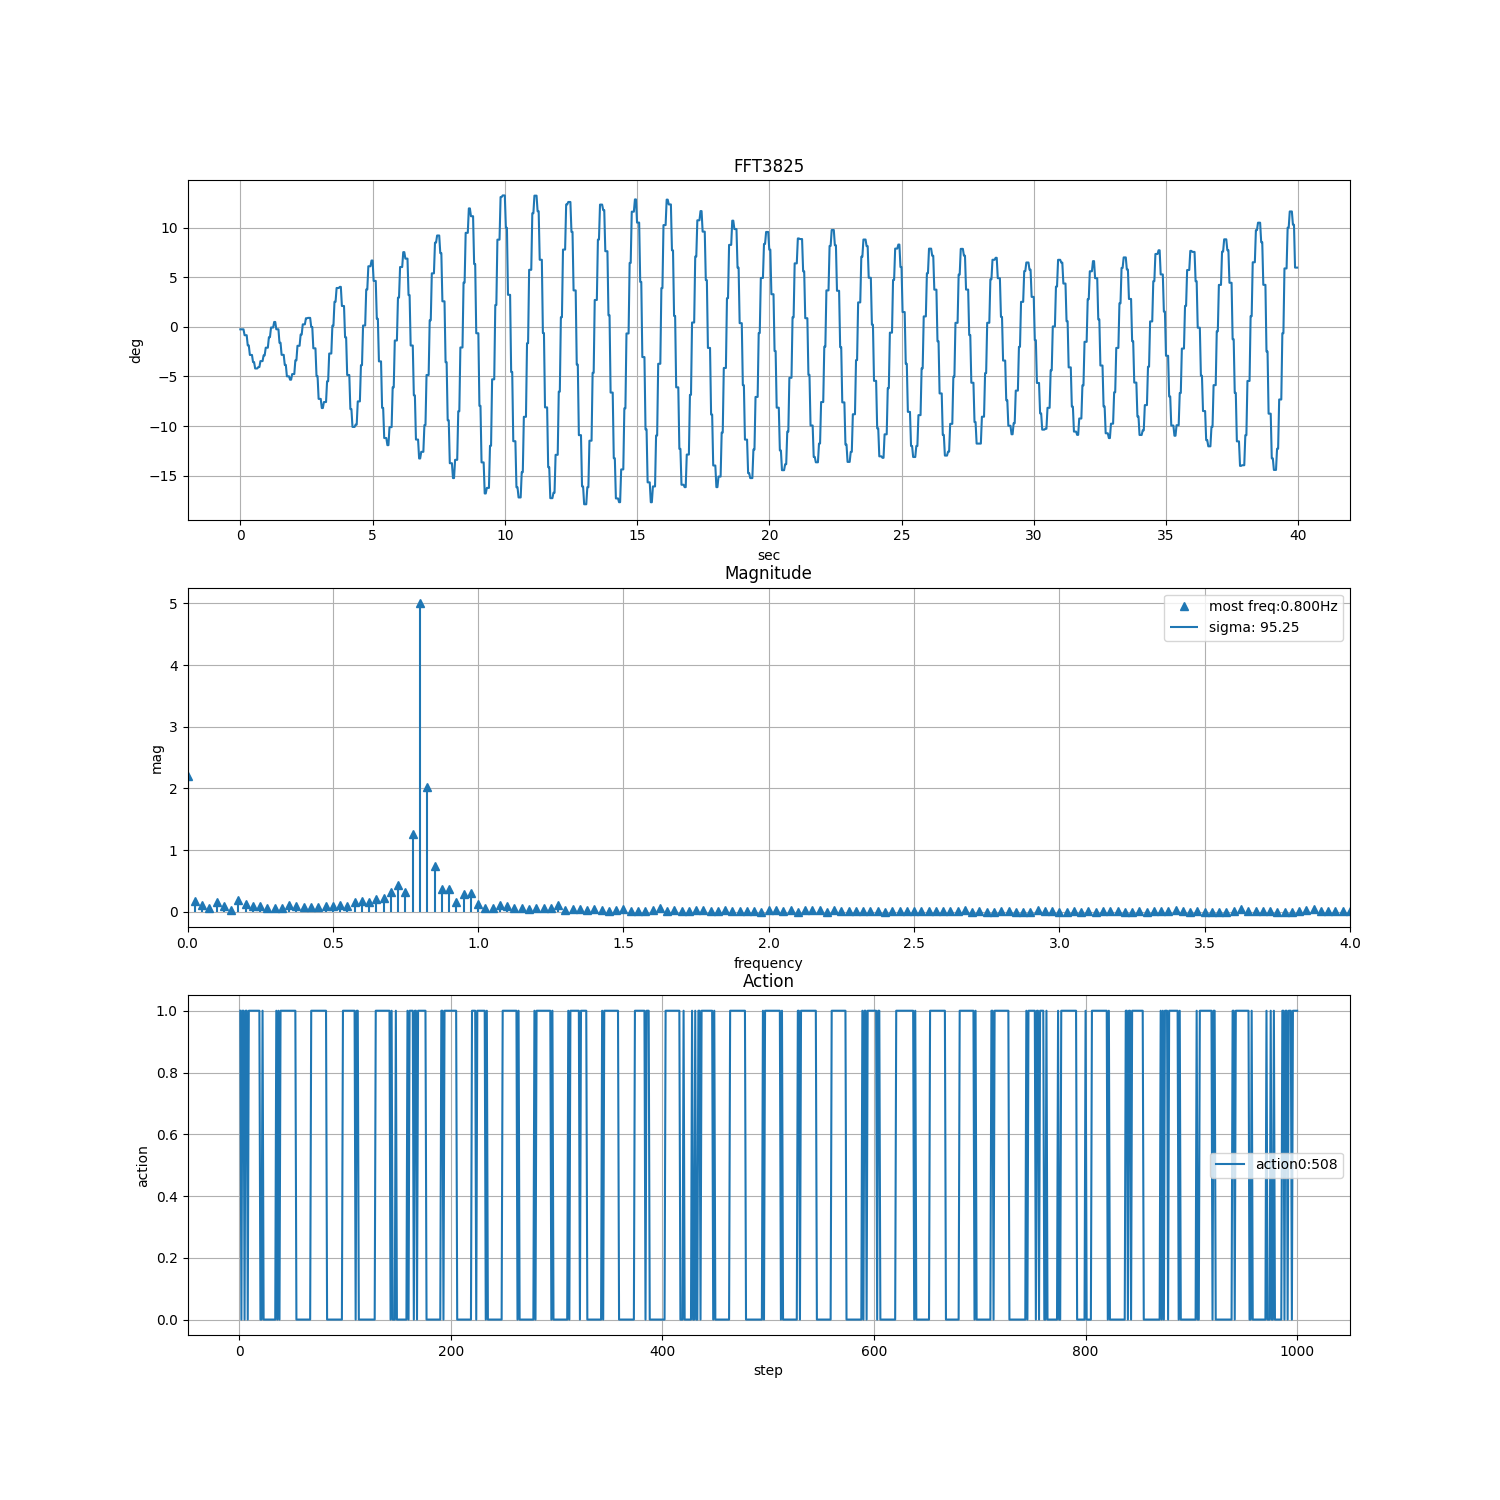 FFT3825
10
5
0
−5
−10
−15
deg
0 5 10 15 20 25 30 35 40
sec
Magnitude
5
4
3
2
1
0
mag
most freq:0.800Hz
sigma: 95.25
0.0 0.5 1.0 1.5 2.0 2.5 3.0 3.5 4.0
frequency
Action
1.0
0.8
0.6
0.4
0.2
0.0
action
action0:508
0 200 400 600 800 1000
step